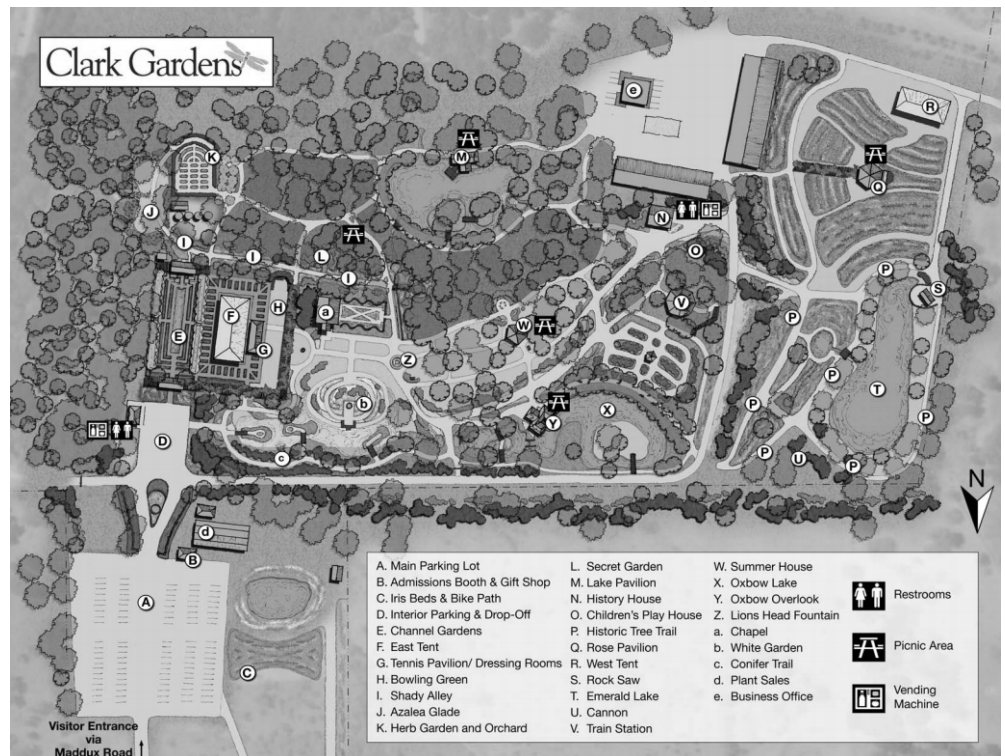 Clark Gardens
e
R
K
M
Q
J
N
I
I
L
I
O
P
S
H
a
V
E
F
P
W
G
Z
P
T
b
X
Y
P
P
D
c
P
U
P
N
d
B
A
C
A. Main Parking Lot
B. Admissions Booth & Gift Shop
C. Iris Beds & Bike Path
D. Interior Parking & Drop-Off
E. Channel Gardens
F. East Tent
G. Tennis Pavilion/ Dressing Rooms
H. Bowling Green
I. Shady Alley
J. Azalea Glade
K. Herb Garden and Orchard
L. Secret Garden
M. Lake Pavilion
N. History House
O. Children's Play House
P. Historic Tree Trail
Q. Rose Pavilion
R. West Tent
S. Rock Saw
T. Emerald Lake
U. Cannon
V. Train Station
W. Summer House
X. Oxbow Lake
Y. Oxbow Overlook
Z. Lions Head Fountain
a. Chapel
b. White Garden
c. Conifer Trail
d. Plant Sales
e. Business Office
Restrooms
Picnic Area
Vending
Machine
Visitor Entrance
via
Maddux Road